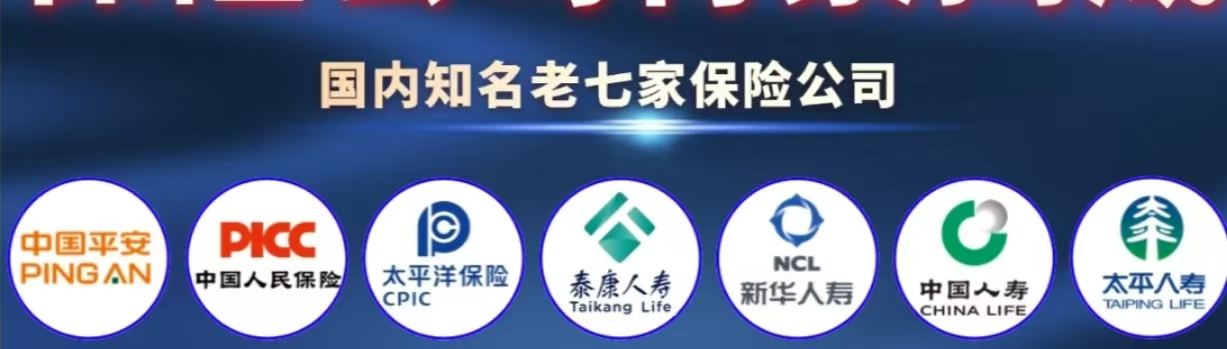 国内知名老七家保险公司
中国平安
PING AN
PICC
中国人民保险
太平洋保险
CPIC
泰康人寿
Taikang Life
NCL
新华人寿
中国人寿
CHINA LIFE
太平人寿
TAIPING LIFE